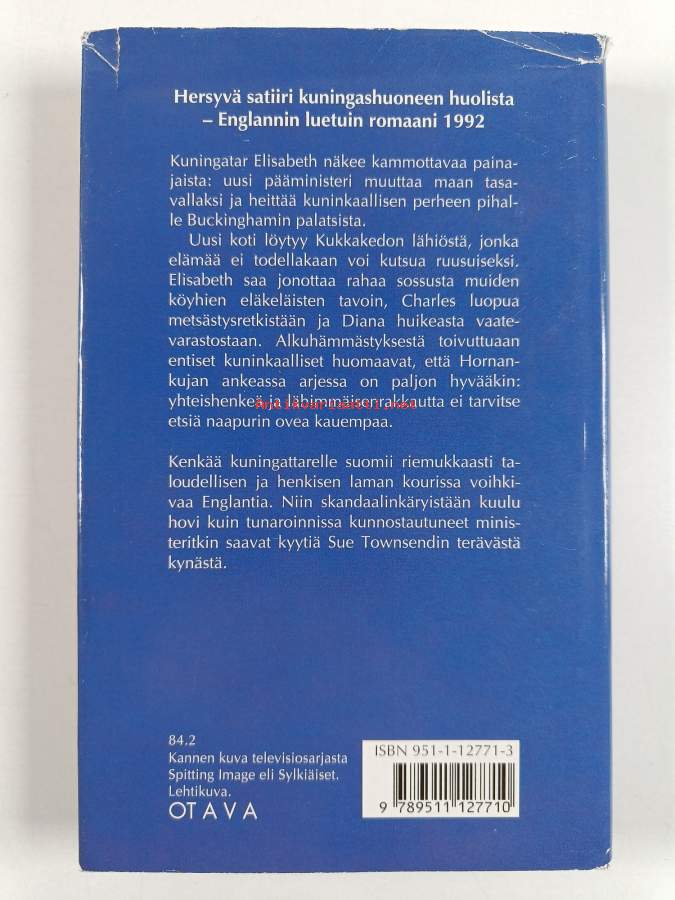 Hersyvä satiiri kuningashuoneen huolista
– Englannin luetuin romaani 1992
Kuningatar Elisabeth näkee kammottavaa paina-
jaista: uusi pääministeri muuttaa maan tasa-
vallaksi ja heittää kuninkaallisen perheen pihal-
le Buckinghamin palatsista.
Uusi koti löytyy Kukkakedon lähiöstä, jonka
elämää ei todellakaan voi kutsua ruusuiseksi.
Elisabeth saa jonottaa rahaa sossusta muiden
köyhien eläkeläisten tavoin, Charles luopua
metsästysretkistään ja Diana huikeasta vaate-
varastostaan. Alkuhämmästyksestä toivuttuaan
entiset kuninkaalliset huomaavat, että Hornan-
kujan ankeassa arjessa on paljon hyvääkin:
yhteishenkeä ja lähimmäisenrakkautta ei tarvitse
etsiä naapurin ovea kauempaa.
Kenkää kuningattarelle suomii riemukkaasti ta-
loudellisen ja henkisen laman kourissa voihki-
vaa Englantia. Niin skandaalinkäryistään kuulu
hovi kuin tunaroinnissa kunnostautuneet minis-
teritkin saavat kyytiä Sue Townsendin terävästä
kynästä.
84.2
Kannen kuva televisiosarjasta
Spitting Image eli Sylkiäiset.
Lehtikuva.
OTAVA
ISBN 951-1-12771-3
9 789511 127710